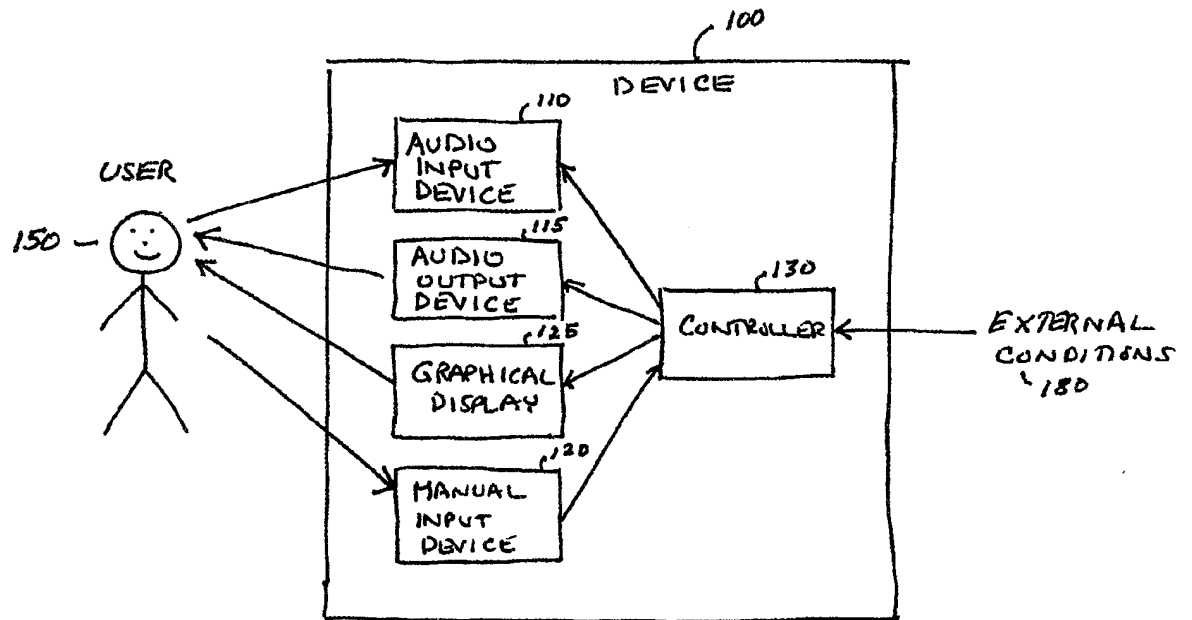 100
DEVICE
110
AUDIO
INPUT
DEVICE
USER
150
115
AUDIO
OUTPUT
DEVICE
130
CONTROLLER
EXTERNAL
CONDITIONS
180
125
GRAPHICAL
DISPLAY
120
MANUAL
INPUT
DEVICE